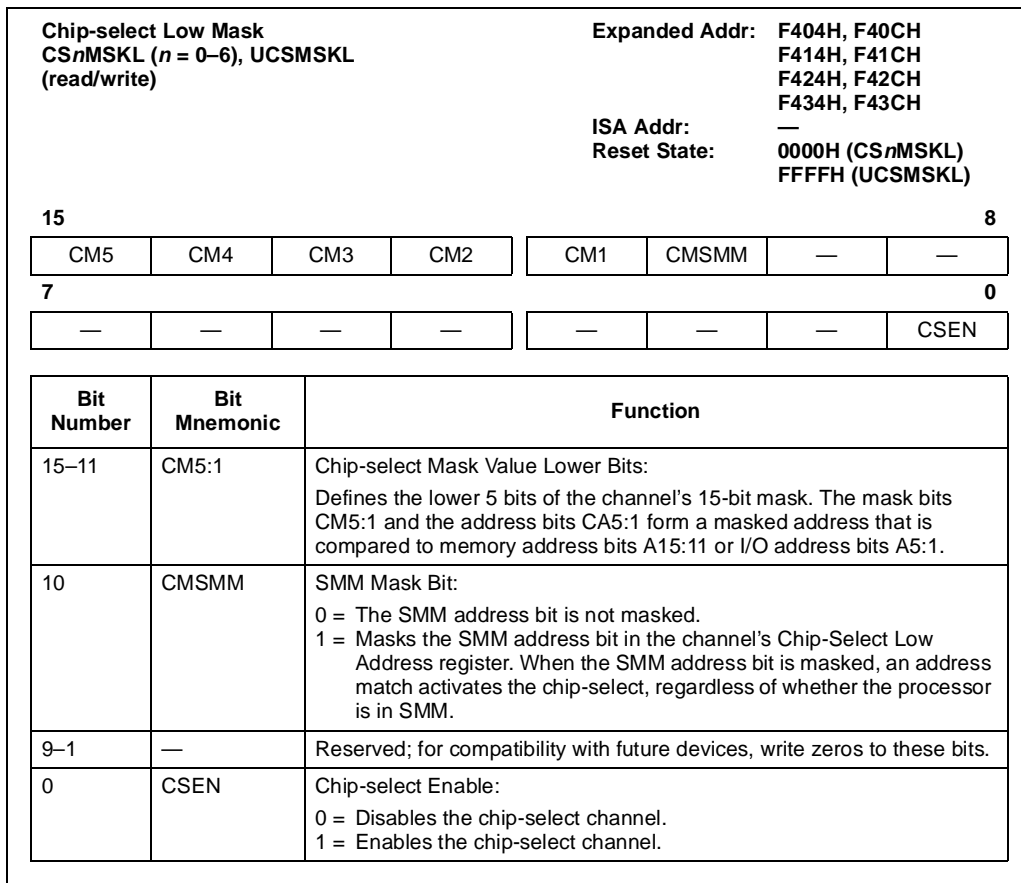 Chip-select Low Mask
CSnMSKL (n = 0–6), UCSMSKL
(read/write)
Expanded Addr: F404H, F40CH
F414H, F41CH
F424H, F42CH
F434H, F43CH
ISA Addr: —
Reset State: 0000H (CSnMSKL)
FFFFH (UCSMSKL)
15 8
CM5 CM4 CM3 CM2 CM1 CMSMM — —
7 0
— — — — — — — CSEN
Bit Number Bit Mnemonic Function
15–11 CM5:1 Chip-select Mask Value Lower Bits:
Defines the lower 5 bits of the channel's 15-bit mask. The mask bits
CM5:1 and the address bits CA5:1 form a masked address that is
compared to memory address bits A15:11 or I/O address bits A5:1.
10 CMSMM SMM Mask Bit:
0 = The SMM address bit is not masked.
1 = Masks the SMM address bit in the channel's Chip-Select Low
Address register. When the SMM address bit is masked, an address
match activates the chip-select, regardless of whether the processor
is in SMM.
9–1 — Reserved; for compatibility with future devices, write zeros to these bits.
0 CSEN Chip-select Enable:
0 = Disables the chip-select channel.
1 = Enables the chip-select channel.